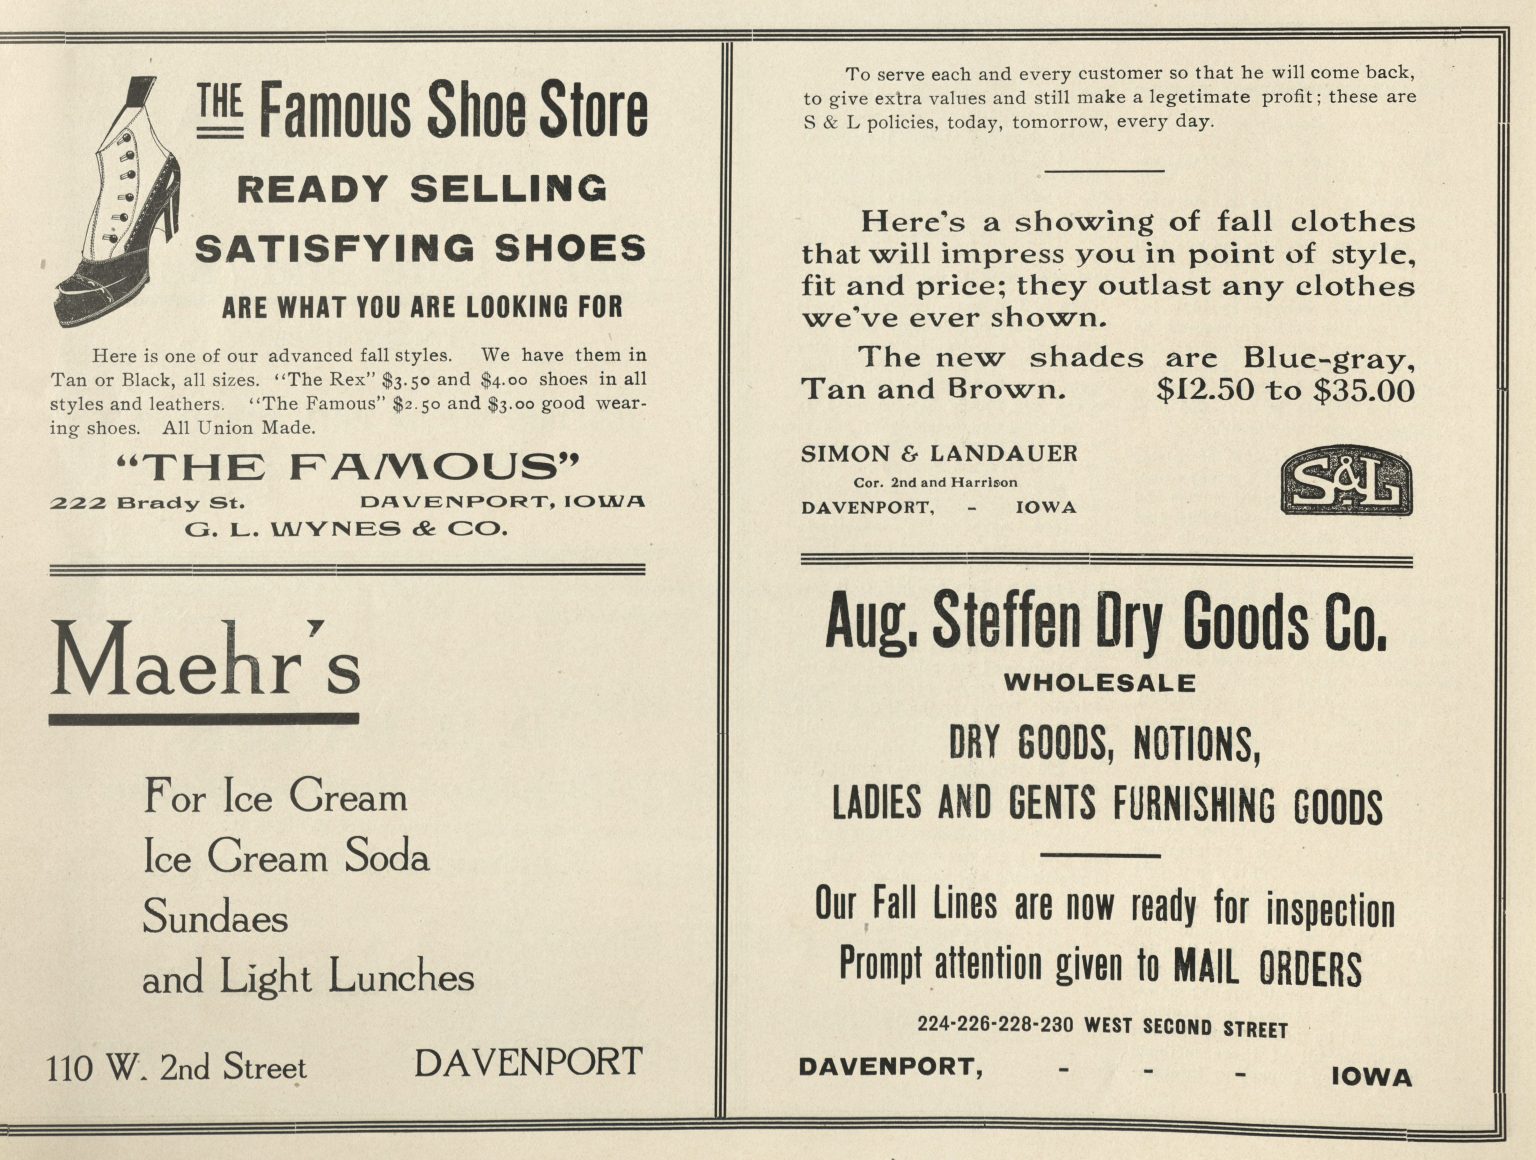 THE Famous Shoe Store
READY SELLING
SATISFYING SHOES
ARE WHAT YOU ARE LOOKING FOR
Here is one of our advanced fall styles. We have them in
Tan or Black, all sizes. "The Rex" $3.50 and $4.00 shoes in all
styles and leathers. "The Famous" $2.50 and $3.00 good wear-
ing shoes. All Union Made.
"THE FAMOUS"
222 Brady St. DAVENPORT, IOWA
G. L. WYNES & CO.
Maehr's
For Ice Cream
Ice Cream Soda
Sundaes
and Light Lunches
110 W. 2nd Street DAVENPORT
To serve each and every customer so that he will come back,
to give extra values and still make a legetimate profit; these are
S & L policies, today, tomorrow, every day.
Here's a showing of fall clothes
that will impress you in point of style,
fit and price; they outlast any clothes
we've ever shown.
The new shades are Blue-gray,
Tan and Brown. $12.50 to $35.00
SIMON & LANDAUER
Cor. 2nd and Harrison
DAVENPORT, - IOWA
S&L
Aug. Steffen Dry Goods Co.
WHOLESALE
DRY GOODS, NOTIONS,
LADIES AND GENTS FURNISHING GOODS
Our Fall Lines are now ready for inspection
Prompt attention given to MAIL ORDERS
224-226-228-230 WEST SECOND STREET
DAVENPORT, - - - IOWA